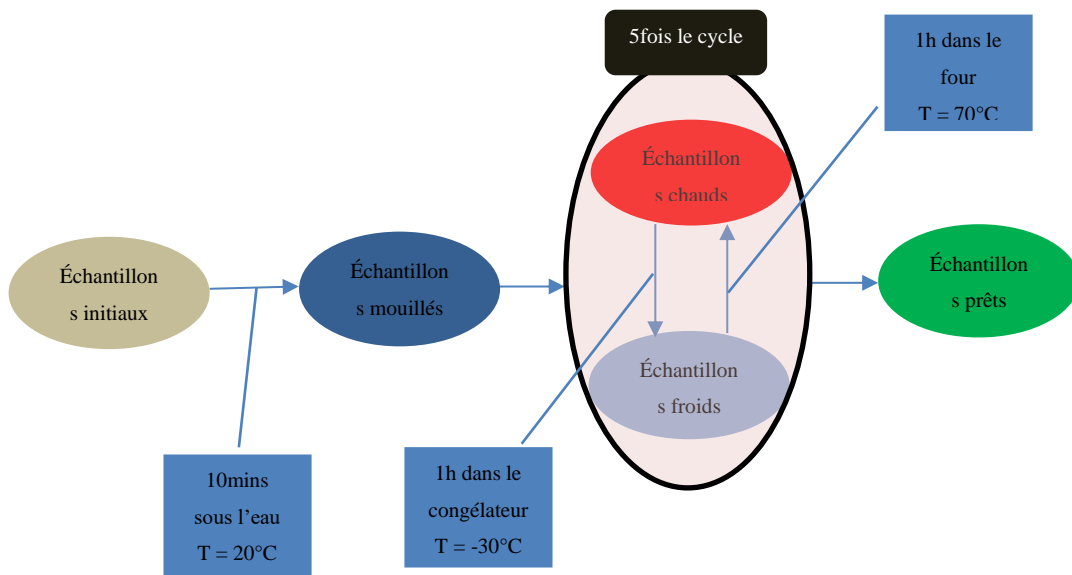 5fois le cycle
1h dans le
four
T = 70°C
Échantillon
s chauds
Échantillon
s initiaux
Échantillon
s mouillés
Échantillon
s prêts
Échantillon
s froids
10mins
sous l’eau
T = 20°C
1h dans le
congélateur
T = -30°C